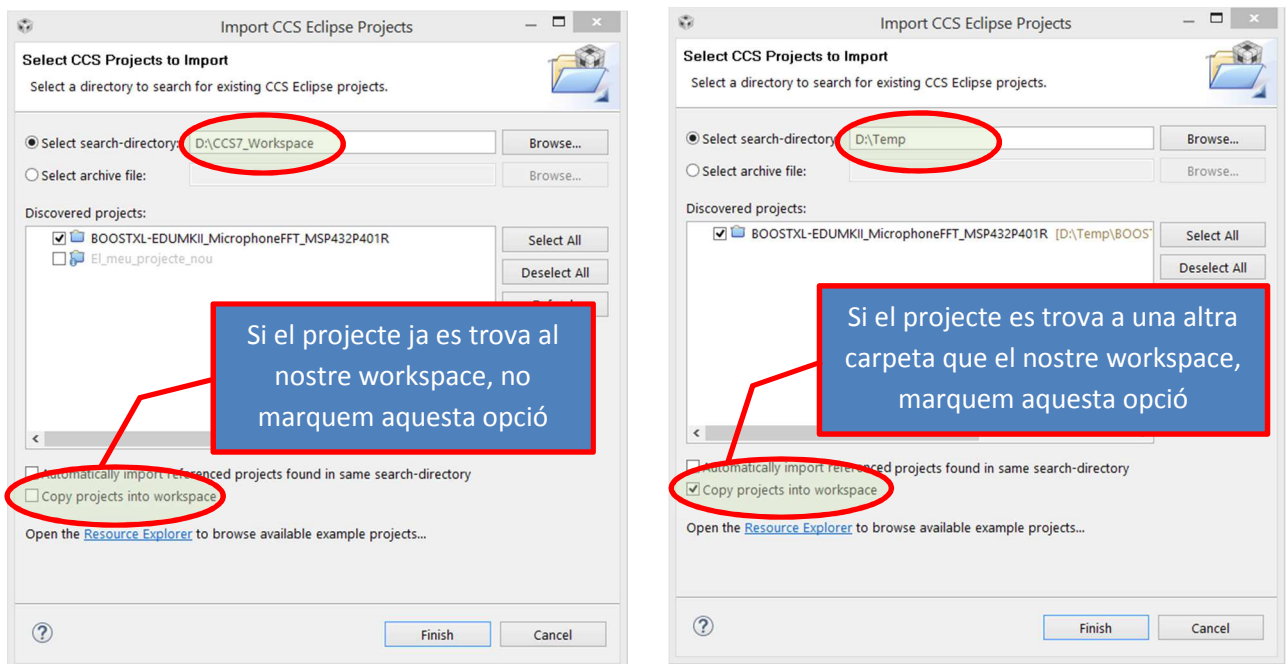 Import CCS Eclipse Projects
Select CCS Projects to Import
Select a directory to search for existing CCS Eclipse projects.
Select search-directory: D:\CCS7_Workspace Browse...
Select archive file: Browse...
Discovered projects:
BOOSTXL-EDUMKII_MicrophoneFFT_MSP432P401R Select All
El_meu_projecte_nou
Deselect All
Si el projecte ja es trova al
nostre workspace, no
marquem aquesta opció
Automatically import referenced projects found in same search-directory
Copy projects into workspace
Open the Resource Explorer to browse available example projects...
Finish Cancel
Import CCS Eclipse Projects
Select CCS Projects to Import
Select a directory to search for existing CCS Eclipse projects.
Select search-directory D:\Temp Browse...
Select archive file: Browse...
Discovered projects:
BOOSTXL-EDUMKII_MicrophoneFFT_MSP432P401R [D:\Temp\BOOS Select All
Deselect All
Si el projecte es trova a una altra
carpeta que el nostre workspace,
marquem aquesta opció
Automatically import referenced projects found in same search-directory
Copy projects into workspace
Open the Resource Explorer to browse available example projects...
Finish Cancel